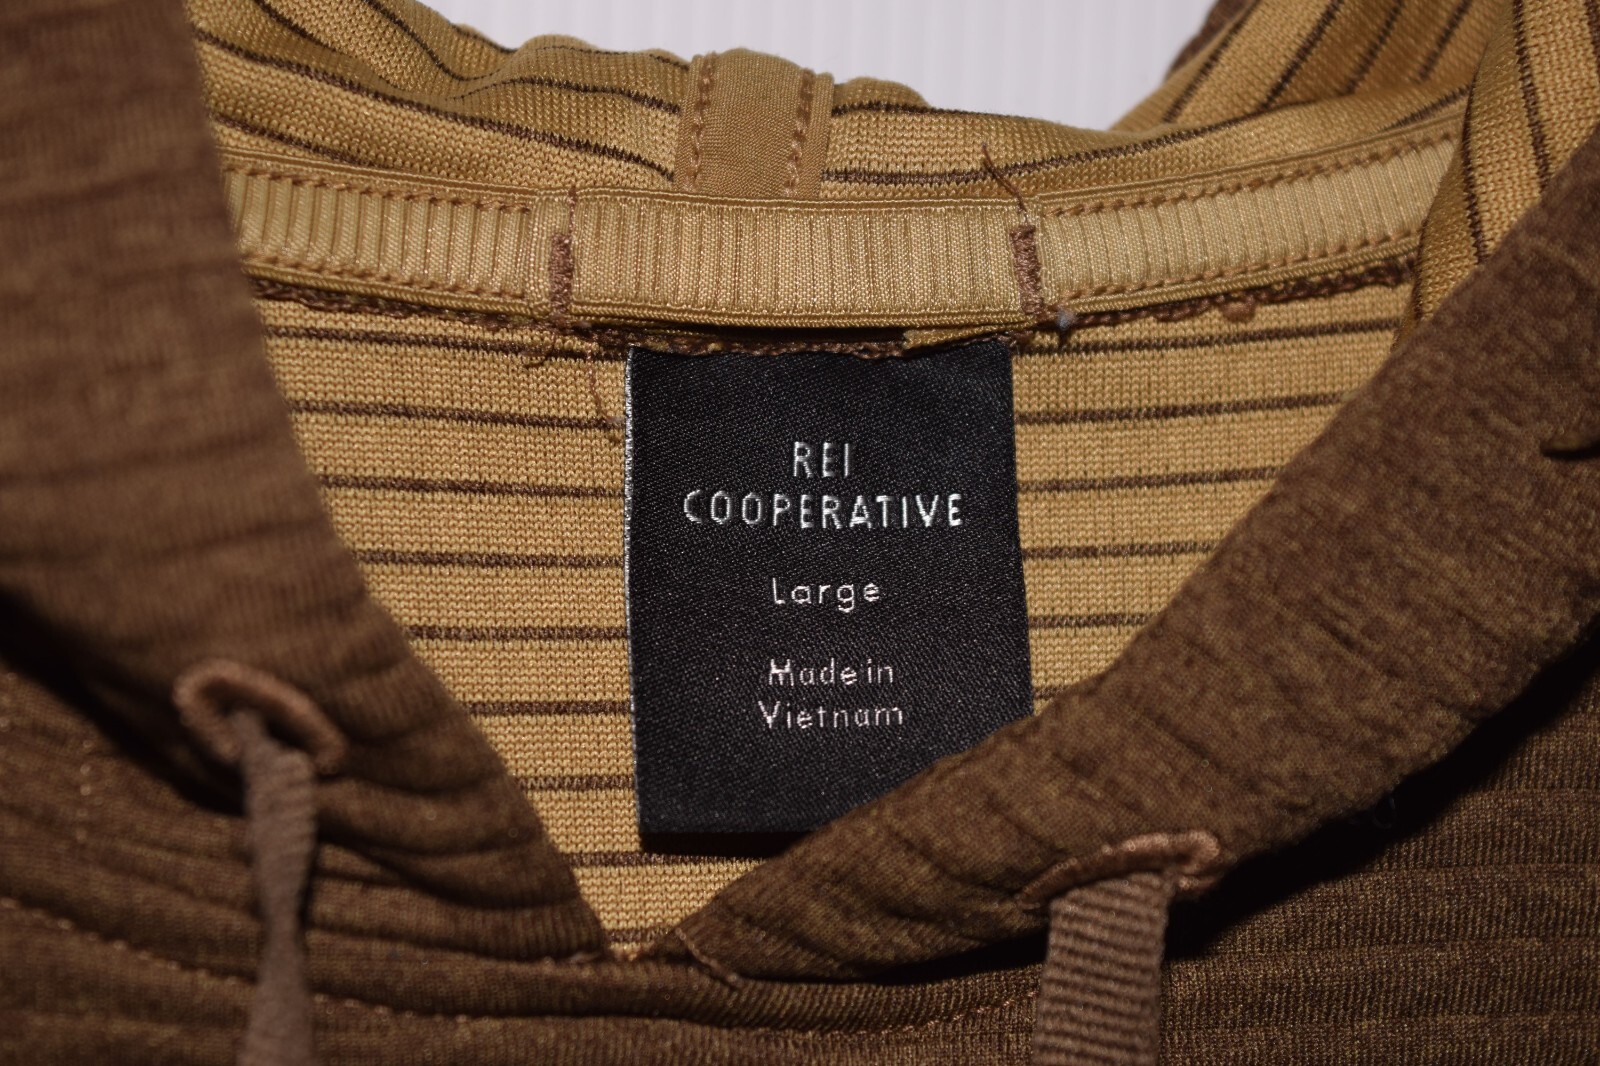 REI
COOPERATIVE
Large
Made in
Vietnam